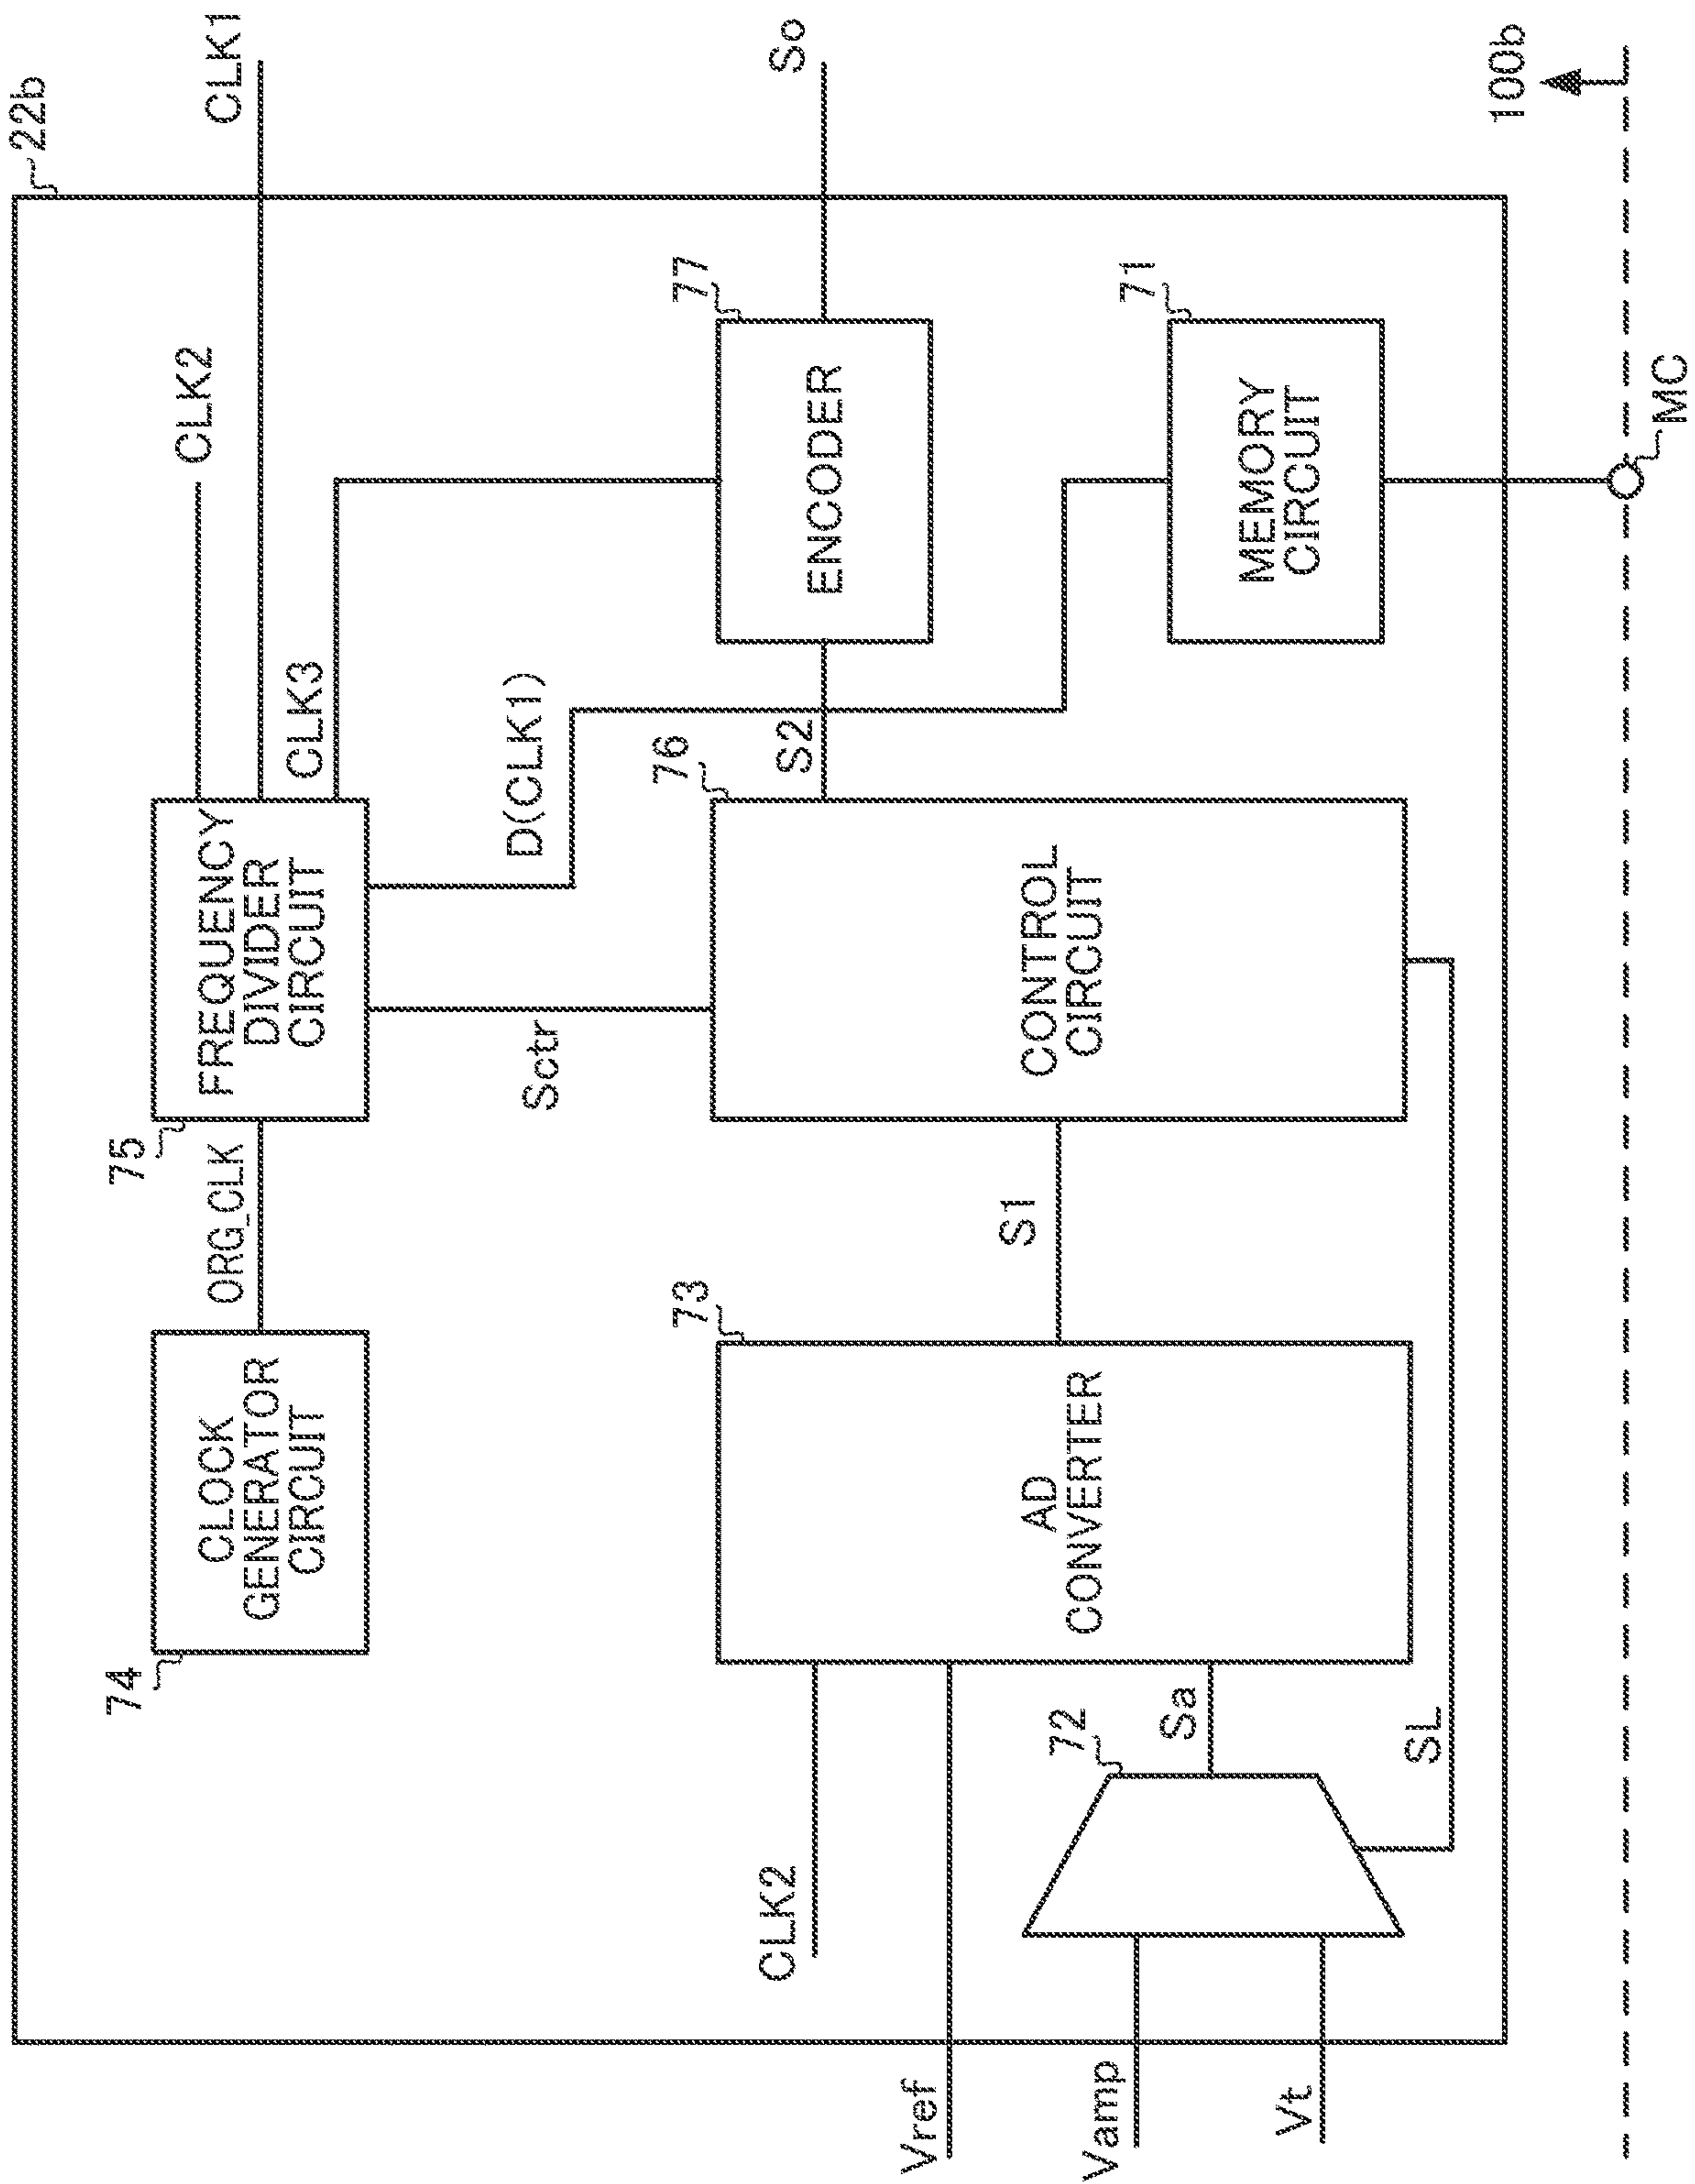 22b
CLK1
CLK2
74
CLOCK
GENERATOR
CIRCUIT
ORG_CLK
75
FREQUENCY
DIVIDER
CIRCUIT
CLK3
Sctr
D(CLK1)
CLK2
73
AD
CONVERTER
S1
76
CONTROL
CIRCUIT
S2
77
ENCODER
So
Vref
Vamp
Vt
72
Sa
SL
71
MEMORY
CIRCUIT
100b
MC